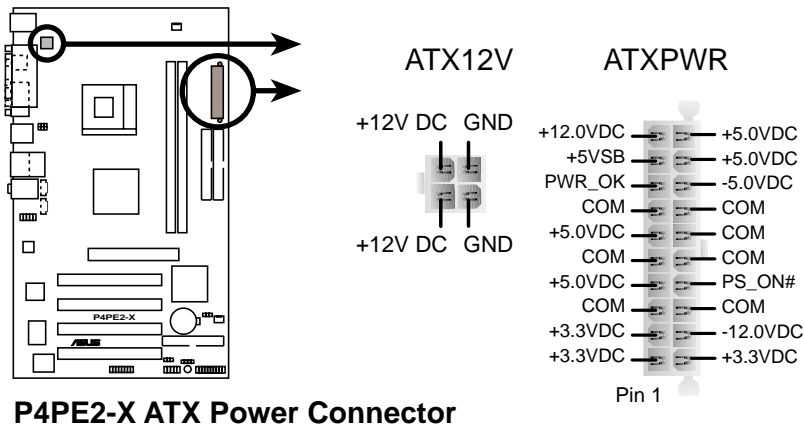 ATX12V
ATXPWR
+12V DC GND
+12V DC GND
+12.0VDC +5.0VDC
+5VSB +5.0VDC
PWR_OK -5.0VDC
COM COM
+5.0VDC COM
COM COM
+5.0VDC PS_ON#
COM COM
+3.3VDC -12.0VDC
+3.3VDC +3.3VDC
Pin 1
P4PE2-X
ASUS
P4PE2-X ATX Power Connector